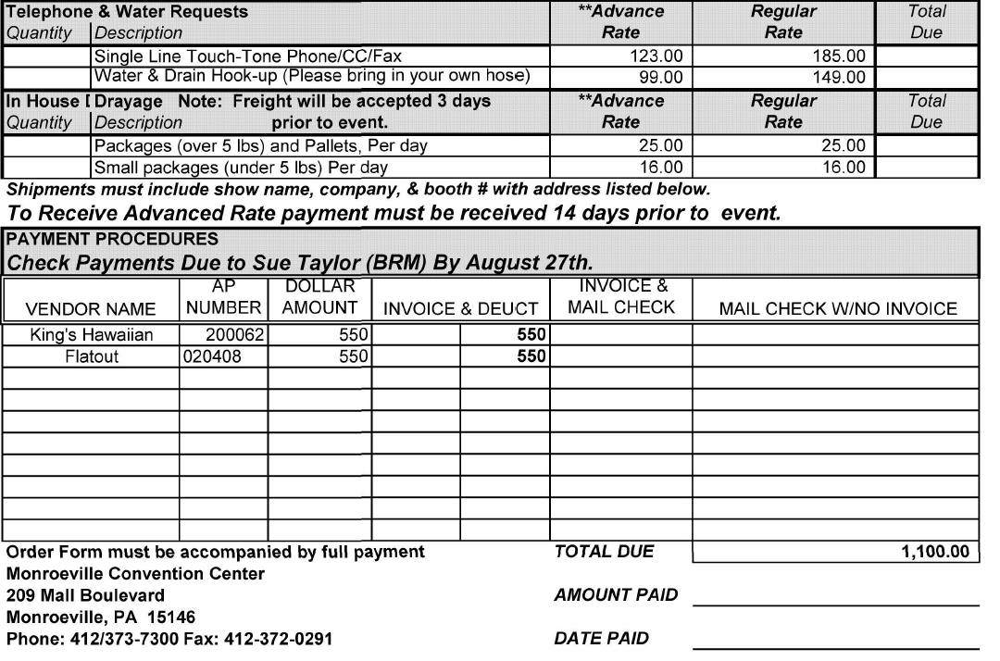 Telephone & Water Requests **Advance Regular Total
Quantity Description Rate Rate Due
Single Line Touch-Tone Phone/CC/Fax 123.00 185.00
Water & Drain Hook-up (Please bring in your own hose) 99.00 149.00
In House Drayage Note: Freight will be accepted 3 days **Advance Regular Total
Quantity Description prior to event. Rate Rate Due
Packages (over 5 lbs) and Pallets, Per day 25.00 25.00
Small packages (under 5 lbs) Per day 16.00 16.00
Shipments must include show name, company, & booth # with address listed below.
To Receive Advanced Rate payment must be received 14 days prior to event.
PAYMENT PROCEDURES
Check Payments Due to Sue Taylor (BRM) By August 27th.
AP DOLLAR INVOICE &
VENDOR NAME NUMBER AMOUNT INVOICE & DEUCT MAIL CHECK MAIL CHECK W/NO INVOICE
King's Hawaiian 200062 550 550
Flatout 020408 550 550
Order Form must be accompanied by full payment TOTAL DUE 1,100.00
Monroeville Convention Center
209 Mall Boulevard AMOUNT PAID
Monroeville, PA 15146
Phone: 412/373-7300 Fax: 412-372-0291 DATE PAID